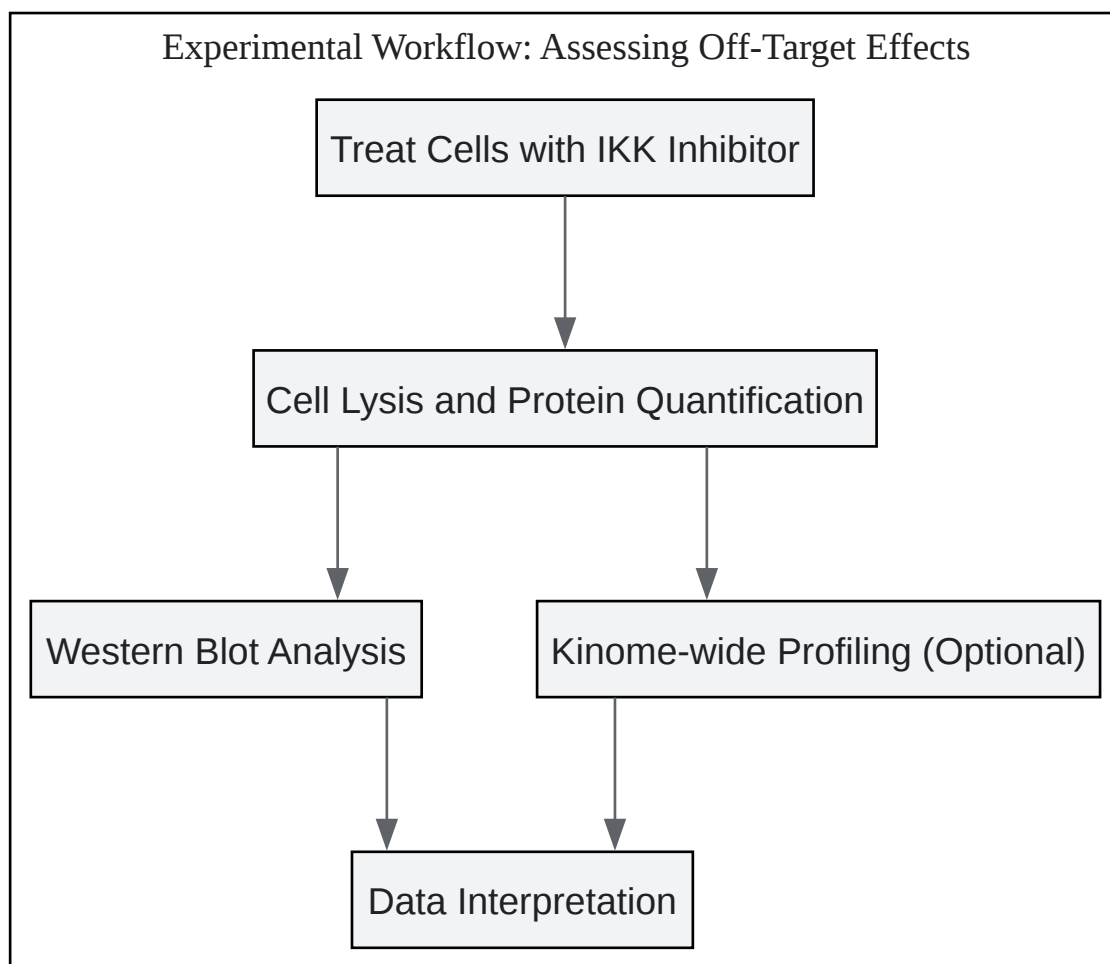 Experimental Workflow: Assessing Off-Target Effects
Treat Cells with IKK Inhibitor
Cell Lysis and Protein Quantification
Western Blot Analysis
Kinome-wide Profiling (Optional)
Data Interpretation